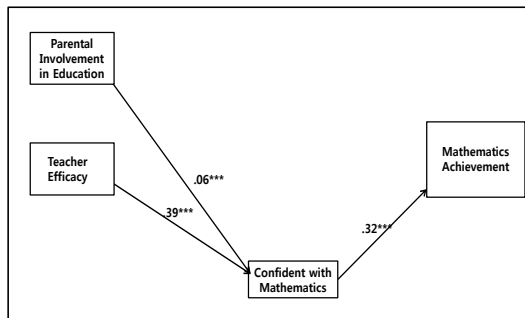 Parental
Involvement
in Education
Teacher
Efficacy
Mathematics
Achievement
.06***
.39***
.32***
Confident with
Mathematics